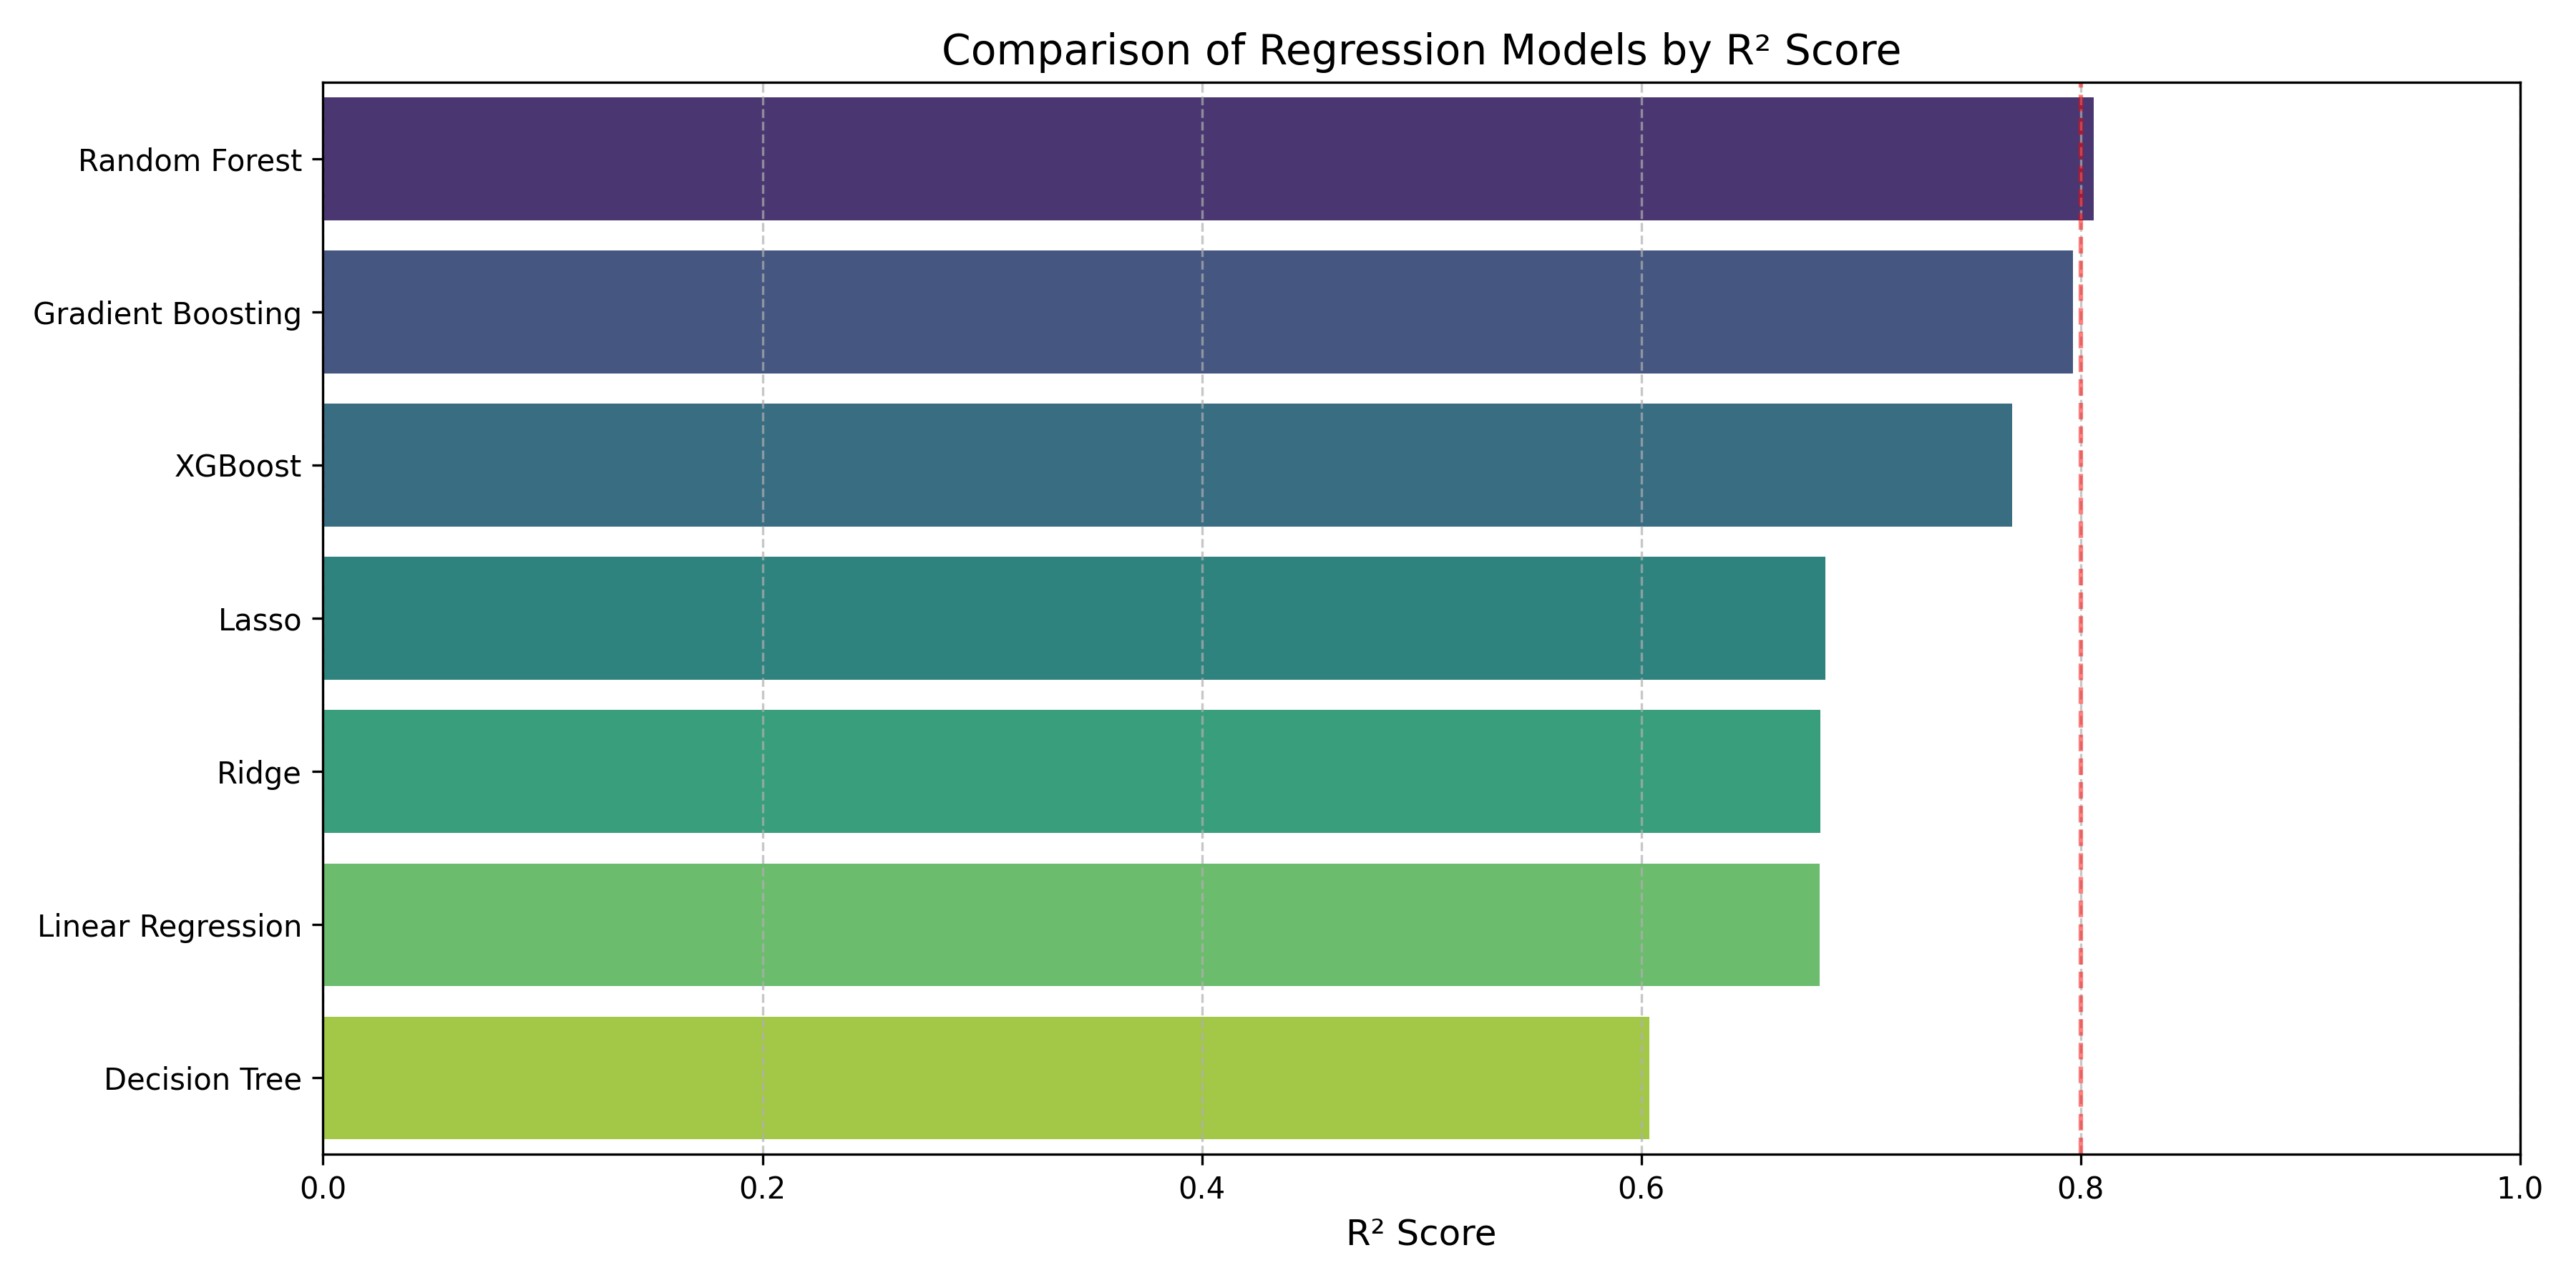 Comparison of Regression Models by R² Score
Random Forest
Gradient Boosting
XGBoost
Lasso
Ridge
Linear Regression
Decision Tree
0.0 0.2 0.4 0.6 0.8 1.0
R² Score